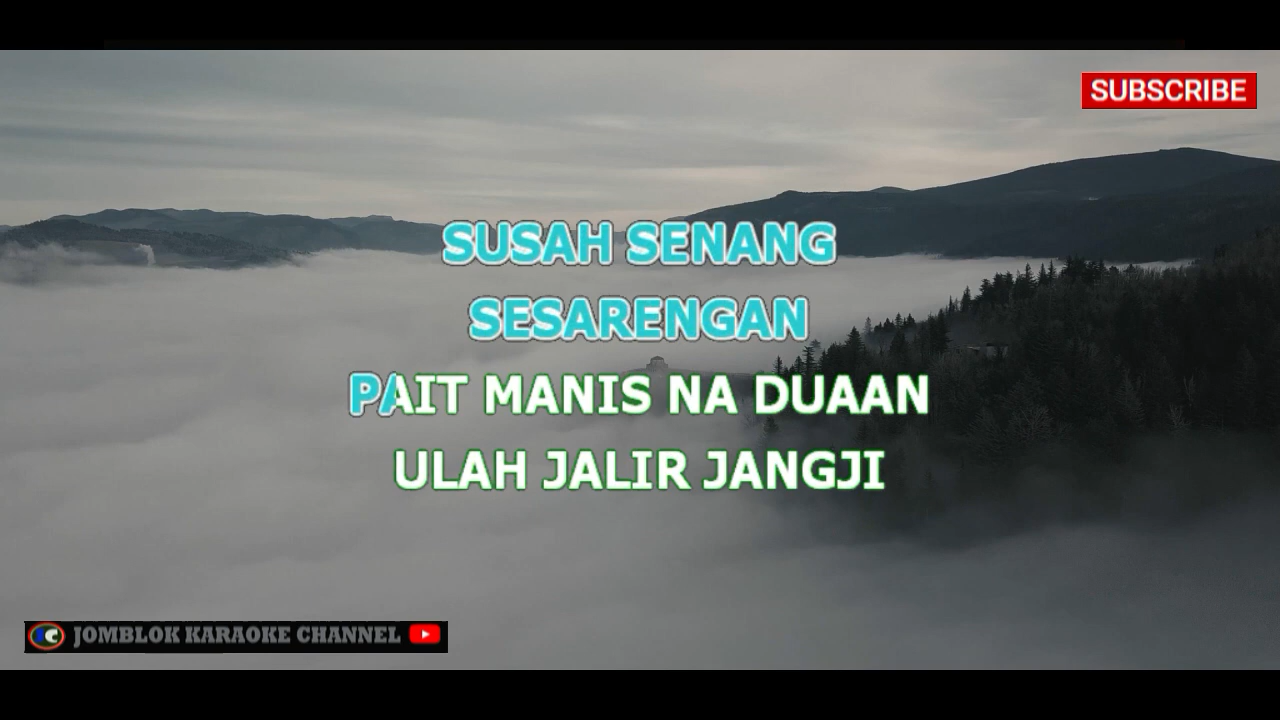 SUBSCRIBE
SUSAH SENANG
SESARENGAN
PAIT MANIS NA DUAAN
ULAH JALIR JANGJI
JOMBLOK KARAOKE CHANNEL